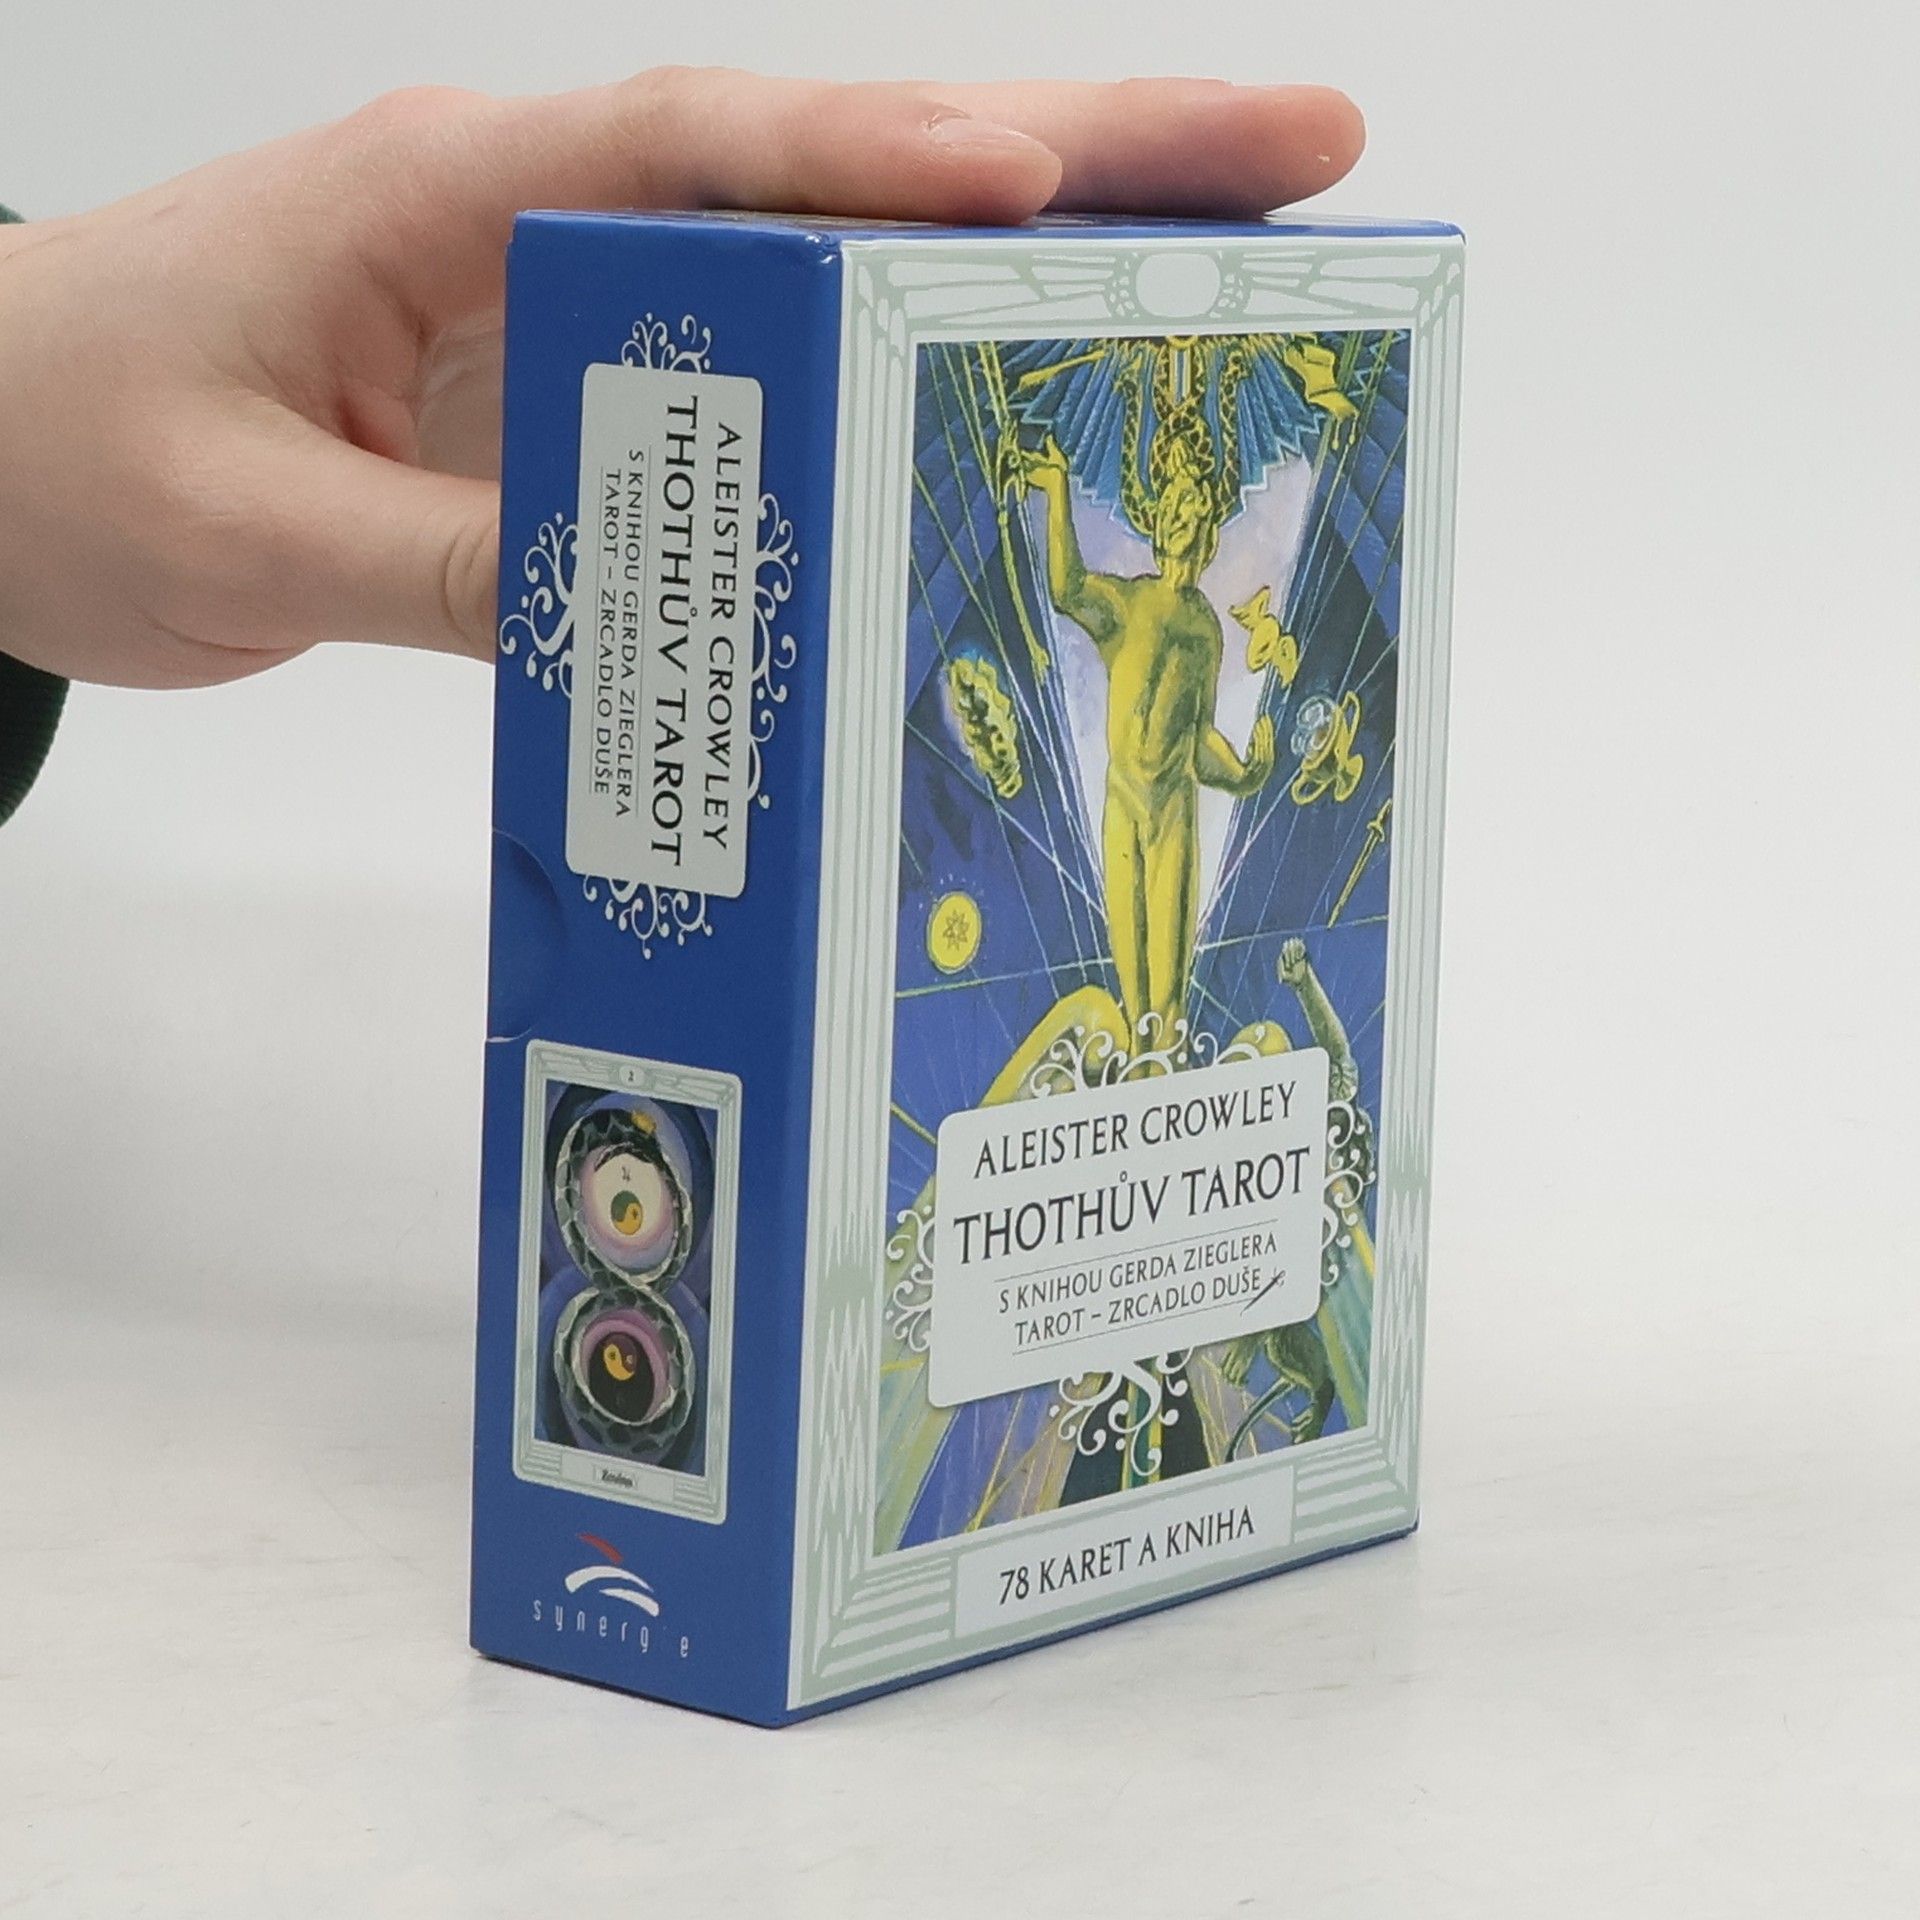 ALEISTER CROWLEY
THOTHŮV TAROT
S KNIHOU GERDA ZIEGLERA
TAROT – ZRCADLO DUŠE
2
synergie
ALEISTER CROWLEY
THOTHŮV TAROT
S KNIHOU GERDA ZIEGLERA
TAROT – ZRCADLO DUŠE
78 KARET A KNIHA